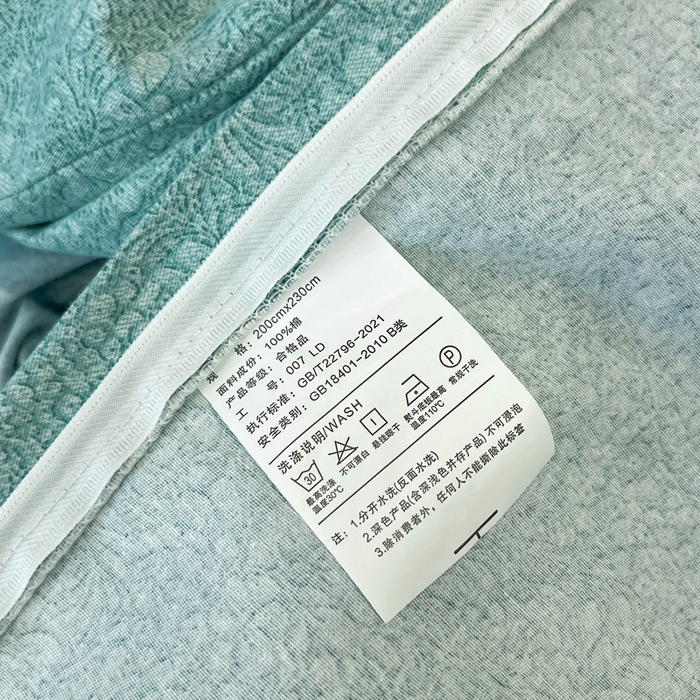 规 格：200cmx230cm
面料成份：100%棉
产品等级：合格品
工 号：007 LD
执行标准：GB/T22796-2021
安全类别：GB18401-2010 B类
洗涤说明/WASH
30
P
最高洗涤温度30℃
不可漂白
悬挂晾干
熨斗底板最高温度110℃
常规干洗
注：1.分开水洗(反面水洗)
2.深色产品(含深浅色并存产品)不可浸泡
3.除消费者外，任何人不能撕除此标签